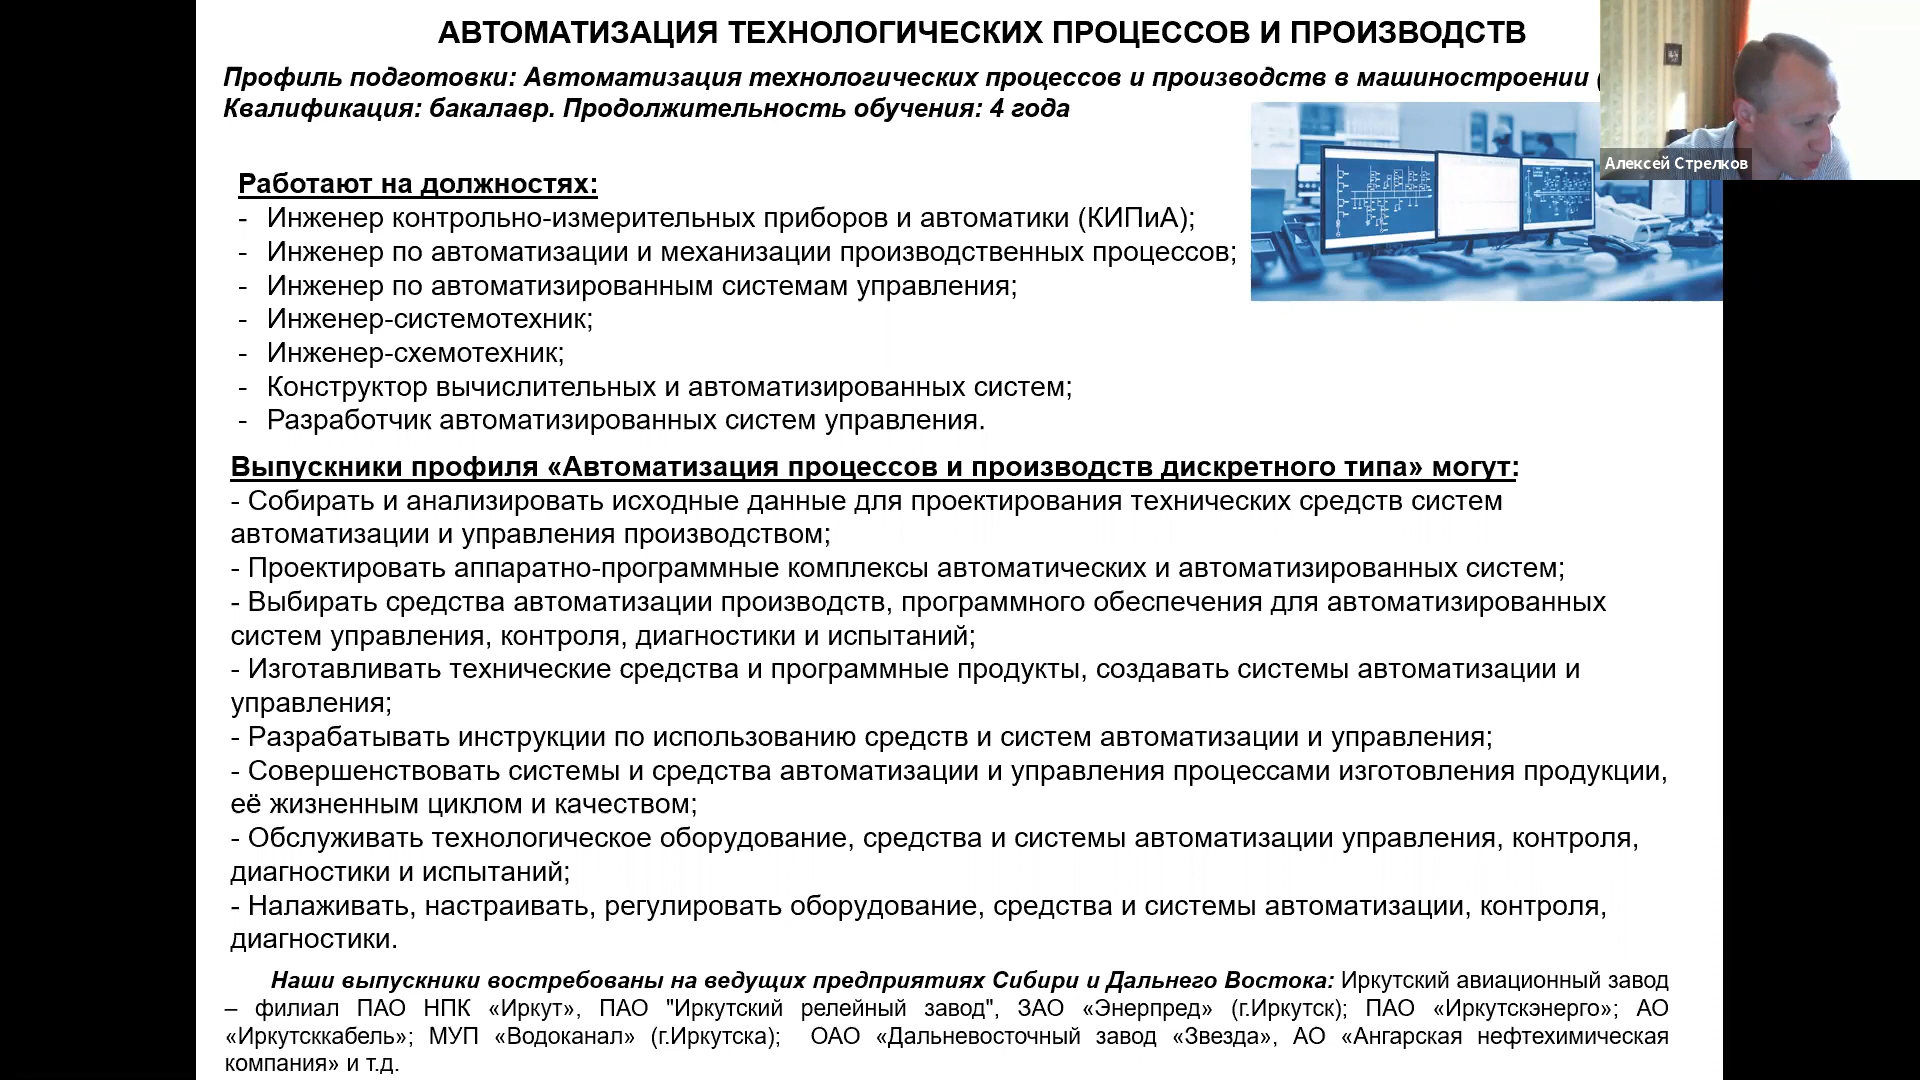 АВТОМАТИЗАЦИЯ ТЕХНОЛОГИЧЕСКИХ ПРОЦЕССОВ И ПРОИЗВОДСТВ
Профиль подготовки: Автоматизация технологических процессов и производств в машиностроении (
Квалификация: бакалавр. Продолжительность обучения: 4 года
Алексей Стрелков
Работают на должностях:
- Инженер контрольно-измерительных приборов и автоматики (КИПиА);
- Инженер по автоматизации и механизации производственных процессов;
- Инженер по автоматизированным системам управления;
- Инженер-системотехник;
- Инженер-схемотехник;
- Конструктор вычислительных и автоматизированных систем;
- Разработчик автоматизированных систем управления.
Выпускники профиля «Автоматизация процессов и производств дискретного типа» могут:
- Собирать и анализировать исходные данные для проектирования технических средств систем
автоматизации и управления производством;
- Проектировать аппаратно-программные комплексы автоматических и автоматизированных систем;
- Выбирать средства автоматизации производств, программного обеспечения для автоматизированных
систем управления, контроля, диагностики и испытаний;
- Изготавливать технические средства и программные продукты, создавать системы автоматизации и
управления;
- Разрабатывать инструкции по использованию средств и систем автоматизации и управления;
- Совершенствовать системы и средства автоматизации и управления процессами изготовления продукции,
её жизненным циклом и качеством;
- Обслуживать технологическое оборудование, средства и системы автоматизации управления, контроля,
диагностики и испытаний;
- Налаживать, настраивать, регулировать оборудование, средства и системы автоматизации, контроля,
диагностики.
Наши выпускники востребованы на ведущих предприятиях Сибири и Дальнего Востока: Иркутский авиационный завод
– филиал ПАО НПК «Иркут», ПАО "Иркутский релейный завод", ЗАО «Энерпред» (г.Иркутск); ПАО «Иркутскэнерго»; АО
«Иркутсккабель»; МУП «Водоканал» (г.Иркутска); ОАО «Дальневосточный завод «Звезда», АО «Ангарская нефтехимическая
компания» и т.д.